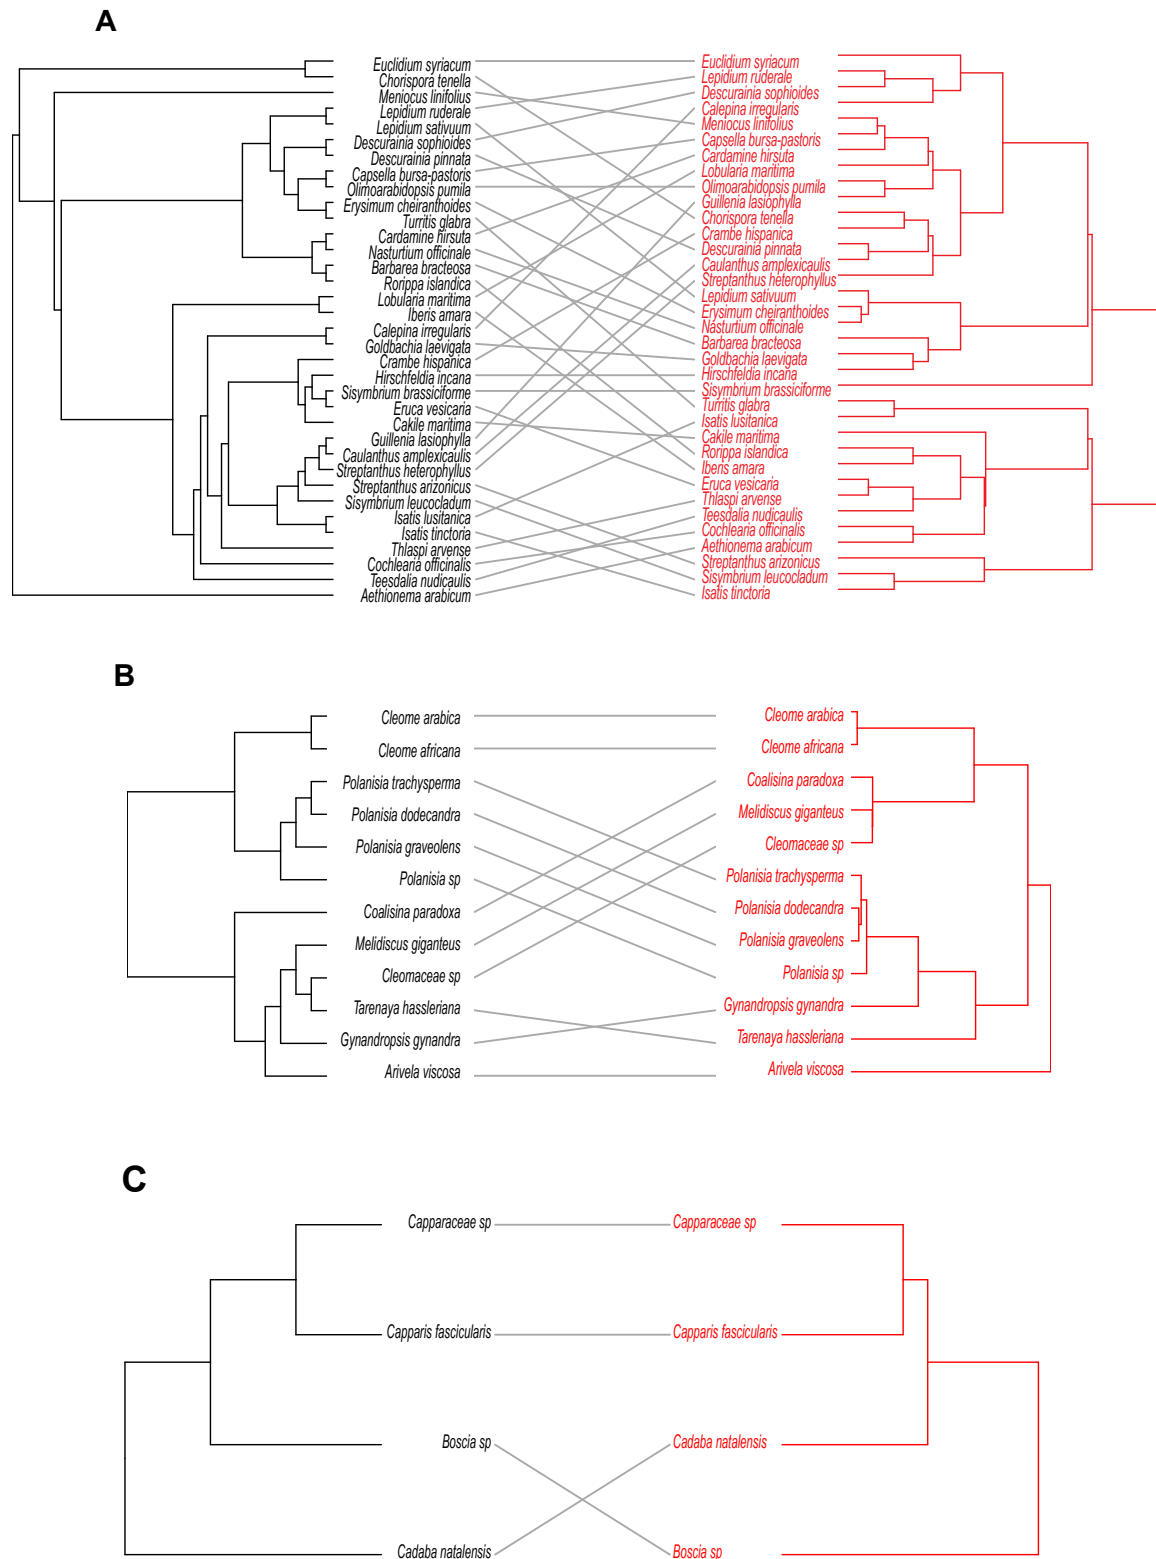 A
Euclidium syriacum
Chorispora tenella
Meniocus linifolius
Lepidium ruderale
Lepidium sativuum
Descurainia sophioides
Descurainia pinnata
Capsella bursa-pastoris
Olimoarabidopsis pumila
Erysimum cheiranthoides
Turritis glabra
Cardamine hirsuta
Nasturtium officinale
Barbarea bracteosa
Rorippa islandica
Lobularia maritima
Iberis amara
Calepina irregularis
Goldbachia laevigata
Crambe hispanica
Hirschfeldia incana
Sisymbrium brassiciforme
Eruca vesicaria
Cakile maritima
Guillenia lasiophylla
Caulanthus amplexicaulis
Streptanthus heterophyllus
Streptanthus arizonicus
Sisymbrium leucocladum
Isatis lusitanica
Isatis tinctoria
Thlaspi arvense
Cochlearia officinalis
Teesdalia nudicaulis
Aethionema arabicum
Euclidium syriacum
Lepidium ruderale
Descurainia sophioides
Calepina irregularis
Meniocus linifolius
Capsella bursa-pastoris
Cardamine hirsuta
Lobularia maritima
Olimoarabidopsis pumila
Guillenia lasiophylla
Chorispora tenella
Crambe hispanica
Descurainia pinnata
Caulanthus amplexicaulis
Streptanthus heterophyllus
Lepidium sativuum
Erysimum cheiranthoides
Nasturtium officinale
Barbarea bracteosa
Goldbachia laevigata
Hirschfeldia incana
Sisymbrium brassiciforme
Turritis glabra
Isatis lusitanica
Cakile maritima
Rorippa islandica
Iberis amara
Eruca vesicaria
Thlaspi arvense
Teesdalia nudicaulis
Cochlearia officinalis
Aethionema arabicum
Streptanthus arizonicus
Sisymbrium leucocladum
Isatis tinctoria
B
Cleome arabica
Cleome africana
Polanisia trachysperma
Polanisia dodecandra
Polanisia graveolens
Polanisia sp
Coalisina paradoxa
Melidiscus giganteus
Cleomaceae sp
Tarenaya hassleriana
Gynandropsis gynandra
Arivela viscosa
Cleome arabica
Cleome africana
Coalisina paradoxa
Melidiscus giganteus
Cleomaceae sp
Polanisia trachysperma
Polanisia dodecandra
Polanisia graveolens
Polanisia sp
Gynandropsis gynandra
Tarenaya hassleriana
Arivela viscosa
C
Capparaceae sp
Capparis fascicularis
Boscia sp
Cadaba natalensis
Capparaceae sp
Capparis fascicularis
Cadaba natalensis
Boscia sp